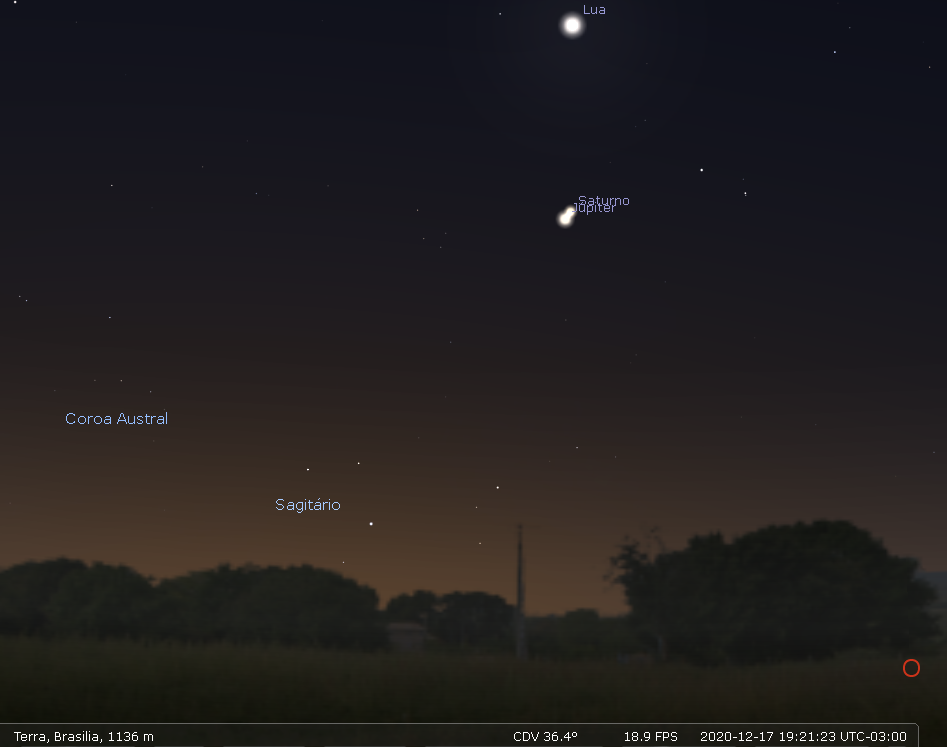 Lua
Saturno
Júpiter
Coroa Austral
Sagitário
O
Terra, Brasília, 1136 m CDV 36.4° 18.9 FPS 2020-12-17 19:21:23 UTC-03:00